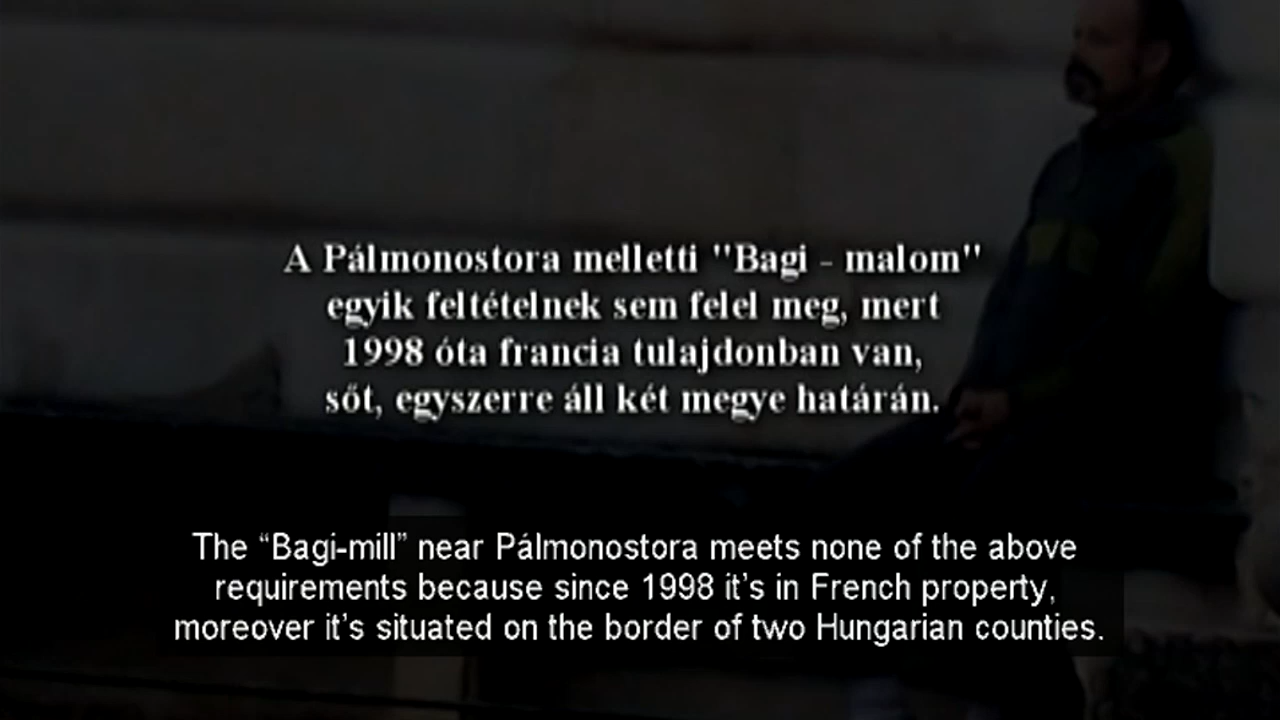 A Pálmonostora melletti "Bagi - malom"
egyik feltételnek sem felel meg, mert
1998 óta francia tulajdonban van,
sőt, egyszerre áll két megye határán.
The “Bagi-mill” near Pálmonostora meets none of the above
requirements because since 1998 it’s in French property,
moreover it’s situated on the border of two Hungarian counties.